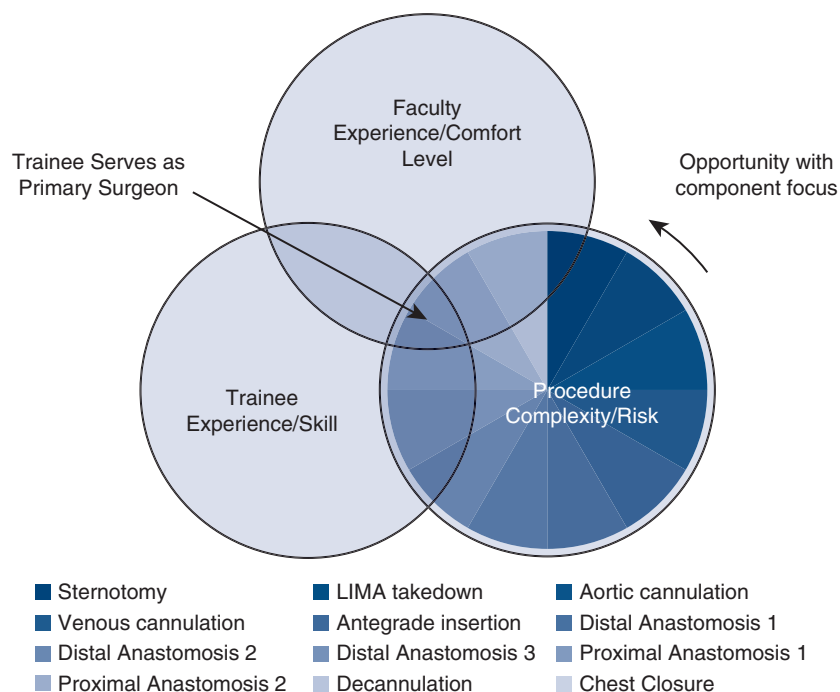 Faculty
Experience/Comfort
Level
Trainee Serves as
Primary Surgeon
Opportunity with
component focus
Trainee
Experience/Skill
Procedure
Complexity/Risk
Sternotomy
LIMA takedown
Aortic cannulation
Venous cannulation
Antegrade insertion
Distal Anastomosis 1
Distal Anastomosis 2
Distal Anastomosis 3
Proximal Anastomosis 1
Proximal Anastomosis 2
Decannulation
Chest Closure